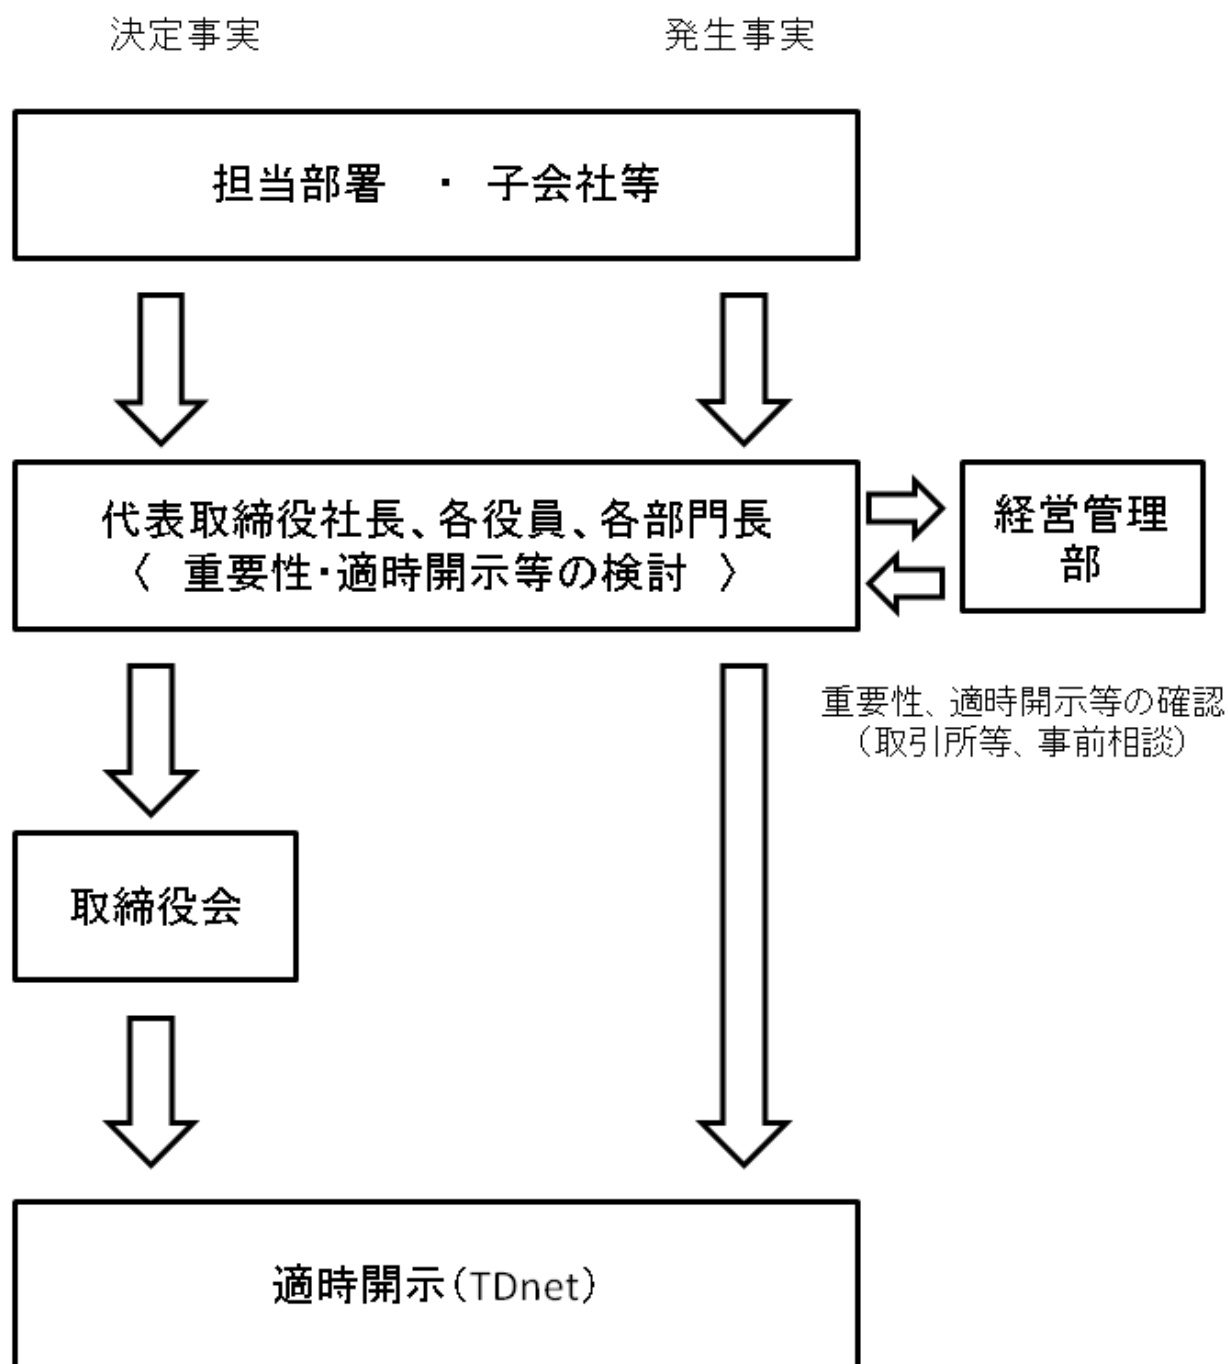 決定事実
発生事実
担当部署 ・ 子会社等
代表取締役社長、各役員、各部門長
〈 重要性・適時開示等の検討 〉
経営管理
部
重要性、適時開示等の確認
（取引所等、事前相談）
取締役会
適時開示（TDnet）